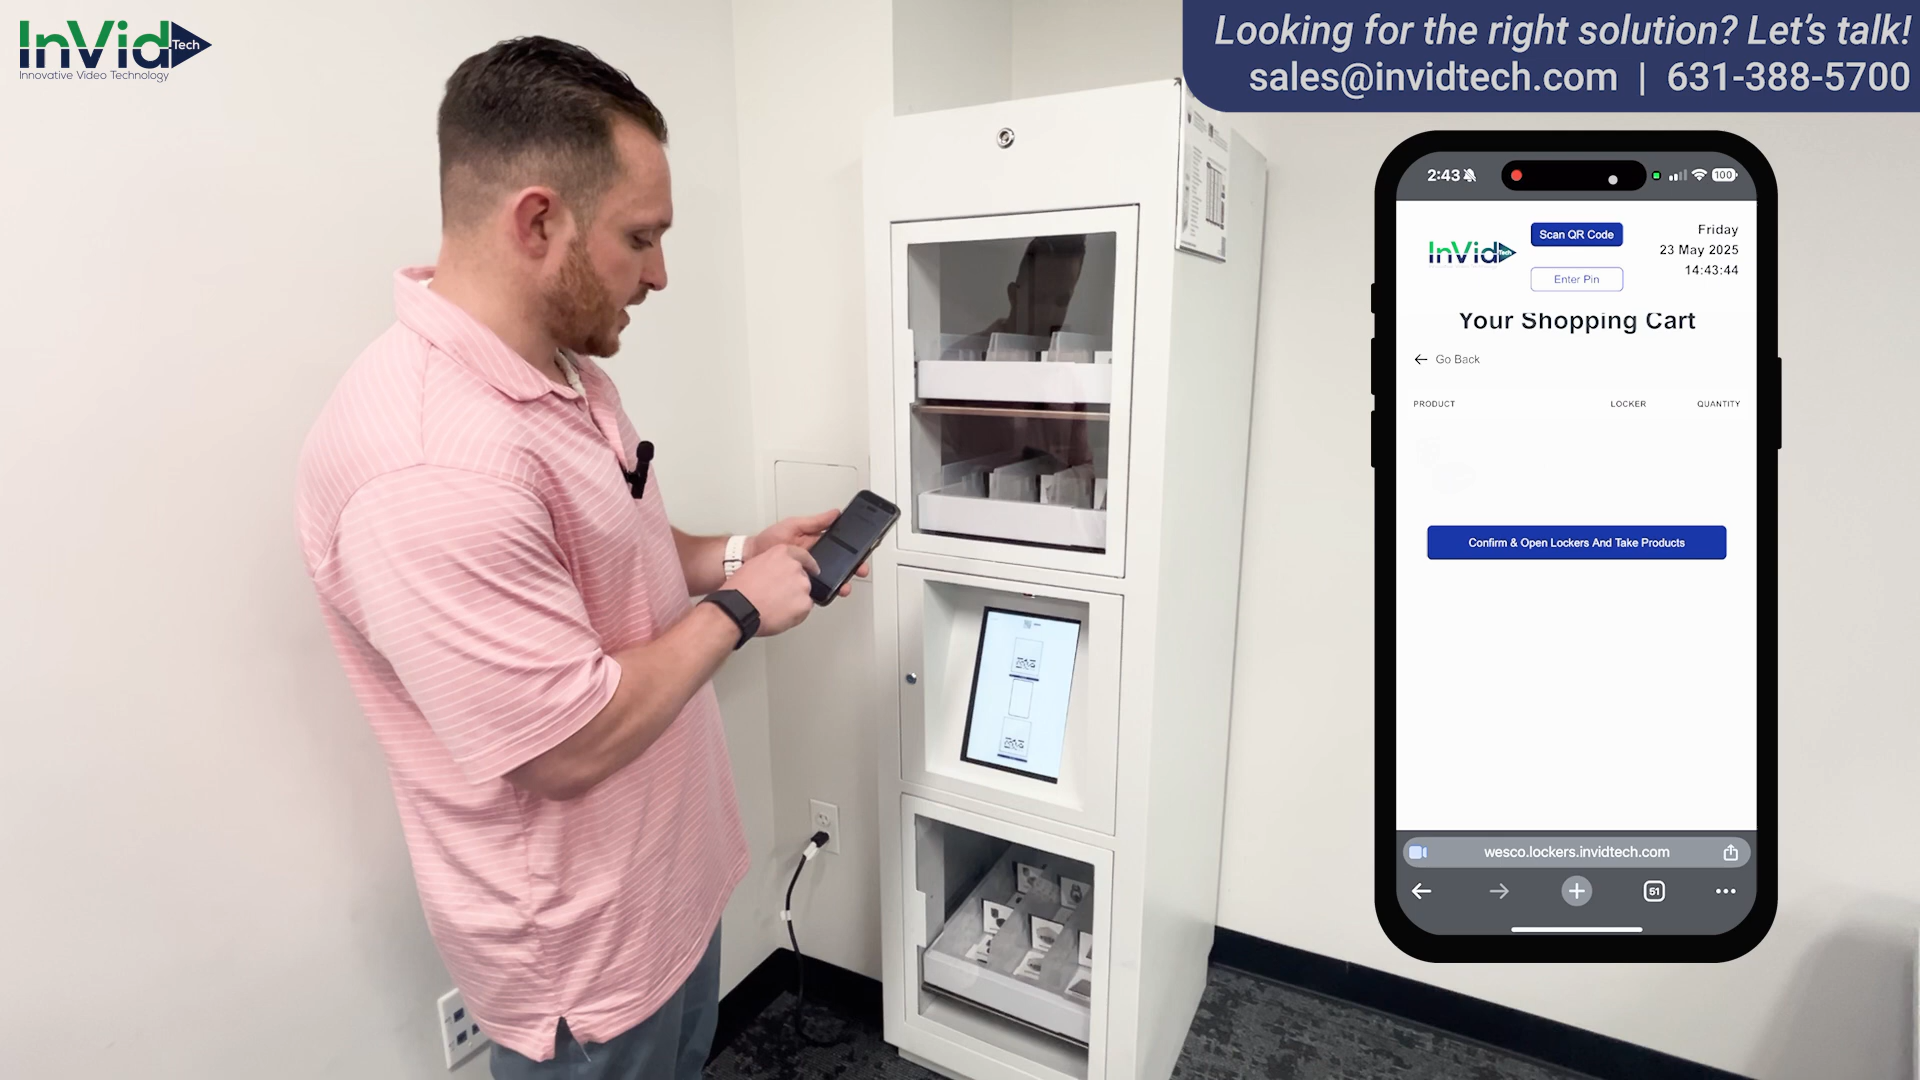 InVid Tech
Innovative Video Technology
Looking for the right solution? Let's talk!
sales@invidtech.com | 631-388-5700
2:43
100
InVid Tech
Scan QR Code
Enter Pin
Friday
23 May 2025
14:43:44
Your Shopping Cart
← Go Back
PRODUCT LOCKER QUANTITY
Confirm & Open Lockers And Take Products
wesco.lockers.invidtech.com
51